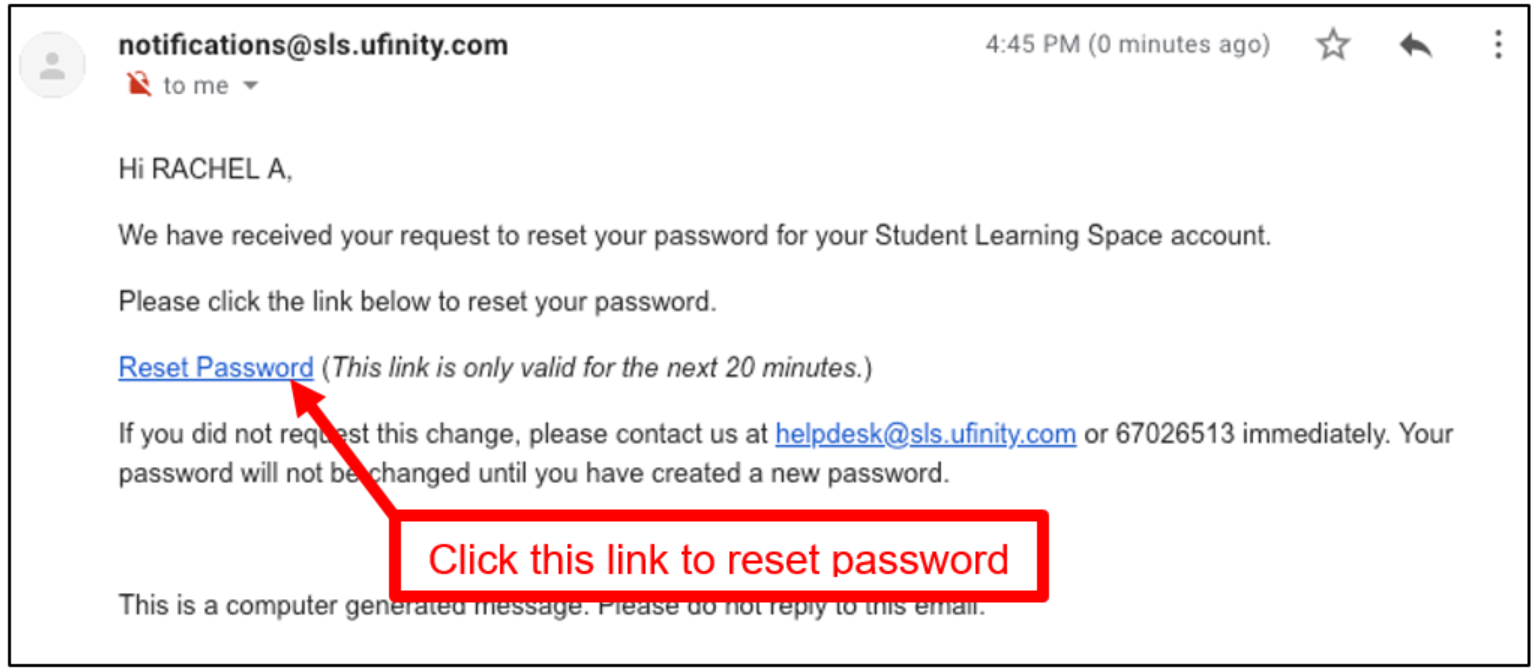 notifications@sls.ufinity.com 4:45 PM (0 minutes ago)
to me
Hi RACHEL A,
We have received your request to reset your password for your Student Learning Space account.
Please click the link below to reset your password.
Reset Password (This link is only valid for the next 20 minutes.)
If you did not request this change, please contact us at helpdesk@sls.ufinity.com or 67026513 immediately. Your
password will not be changed until you have created a new password.
Click this link to reset password
This is a computer generated message. Please do not reply to this email.